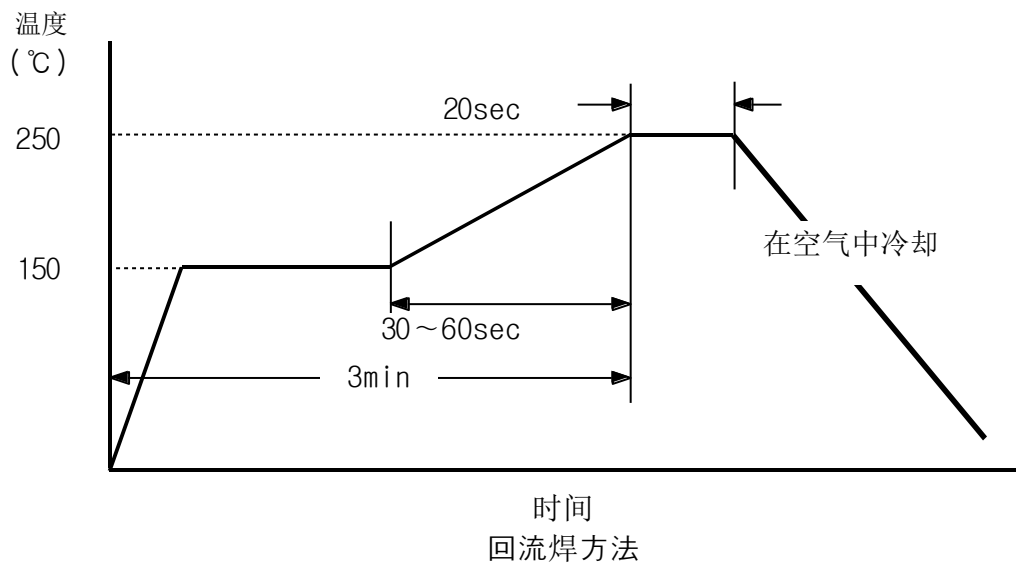 温度
(℃)
20sec
250
在空气中冷却
150
30～60sec
3min
时间
回流焊方法